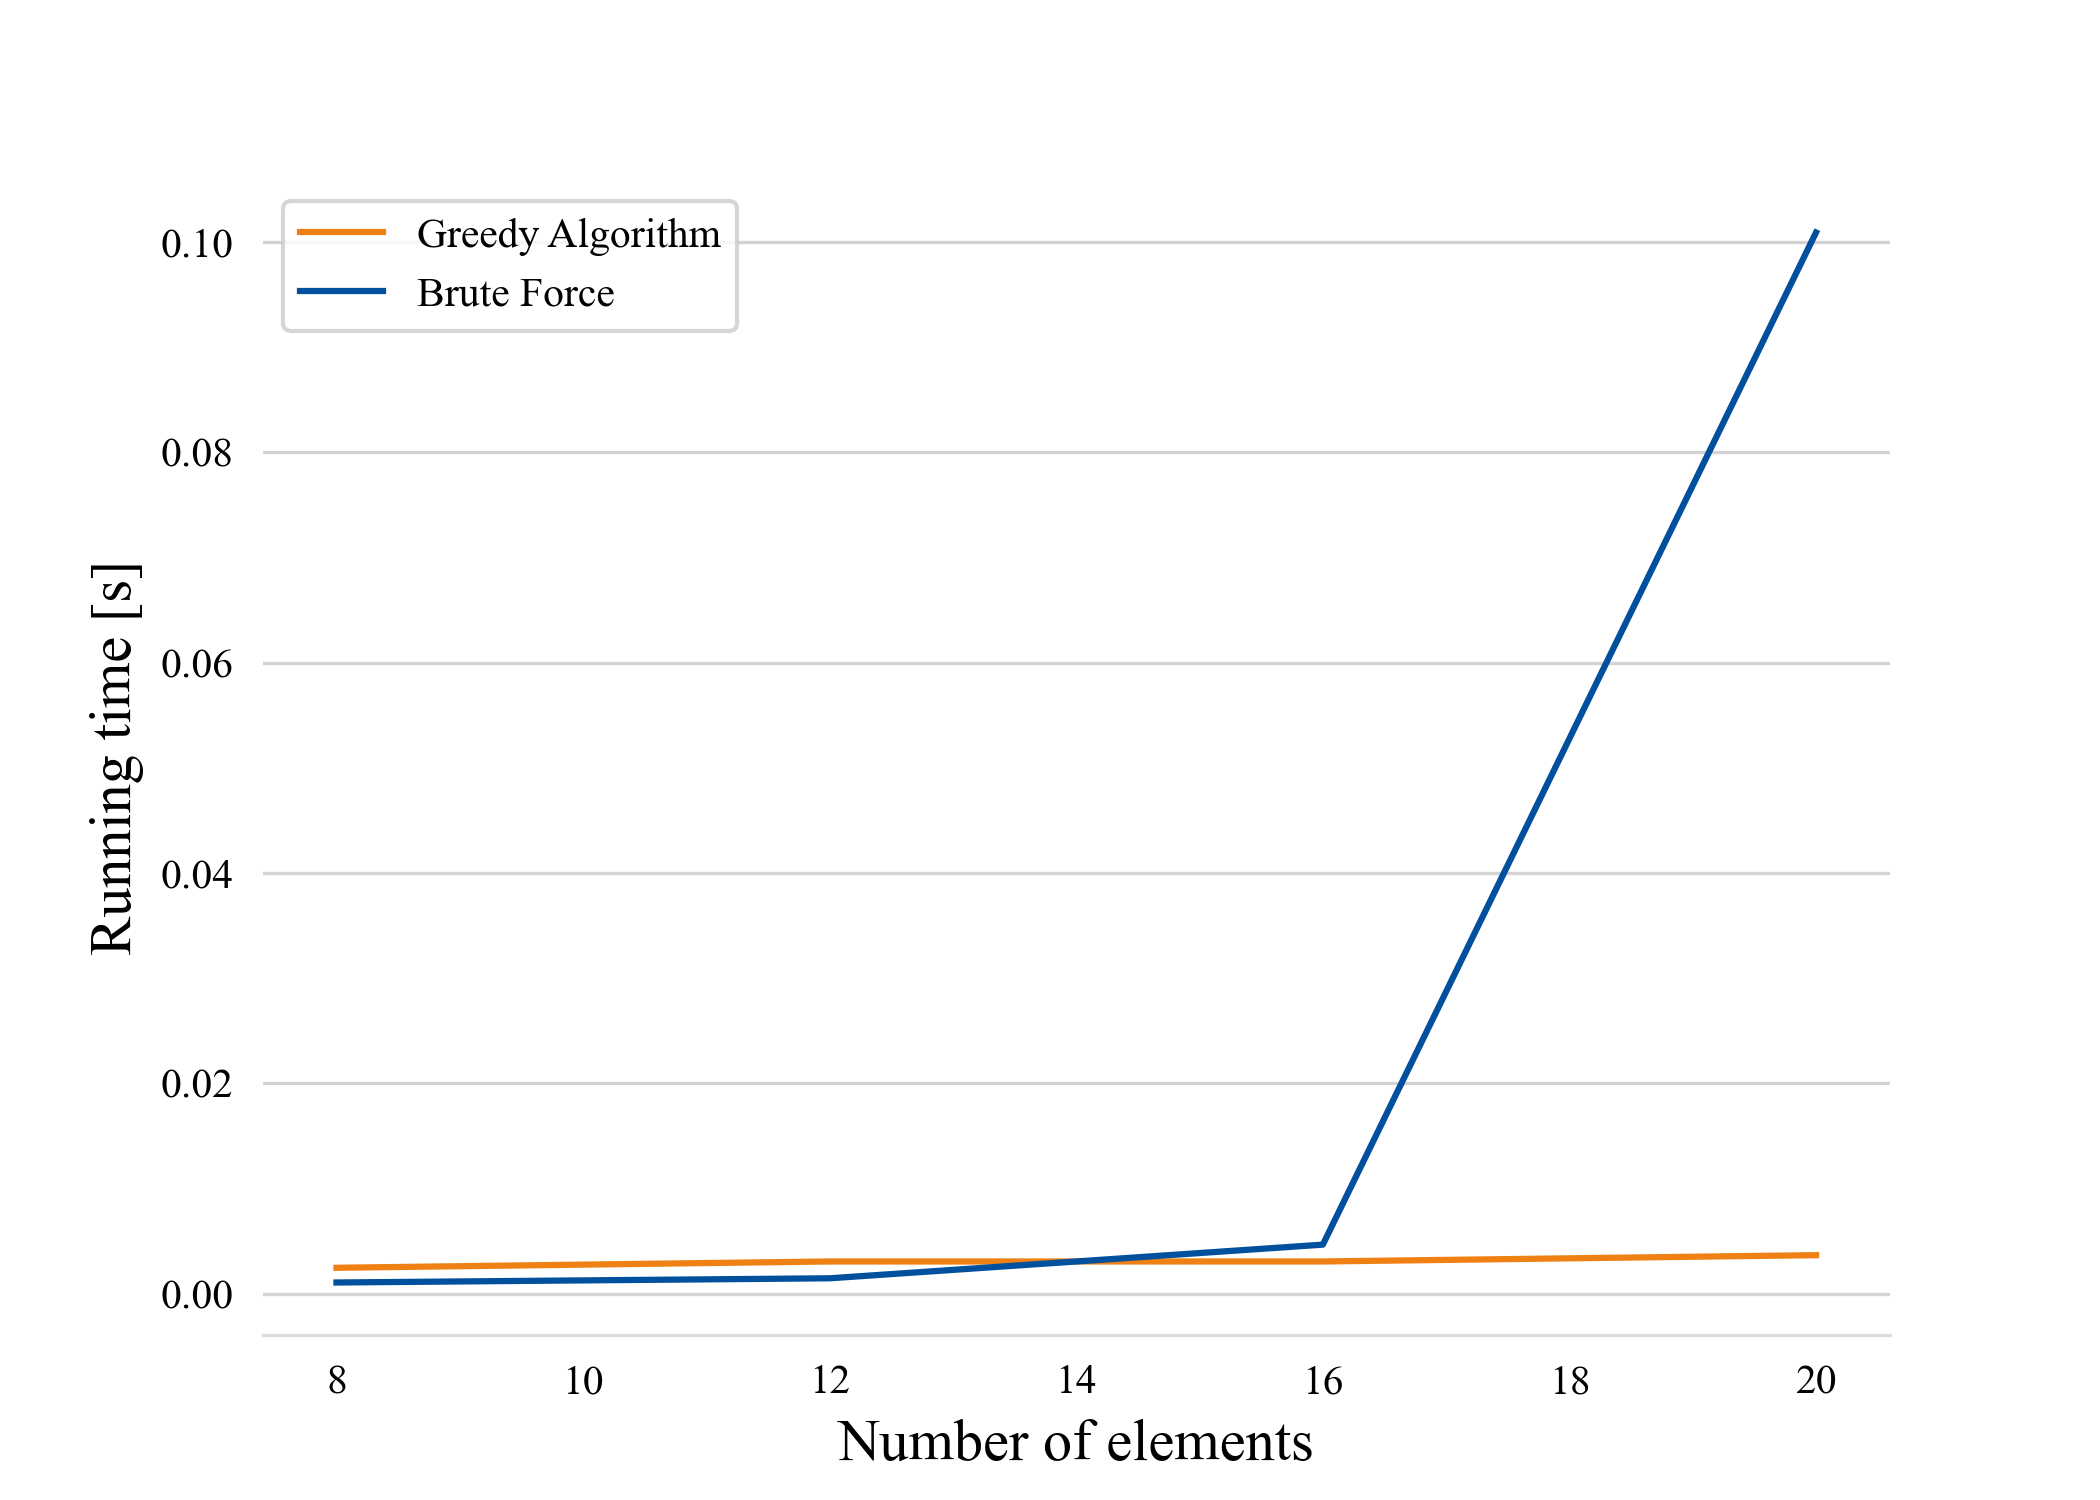 Greedy Algorithm
Brute Force
0.10
0.08
0.06
0.04
0.02
0.00
Running time [s]
8 10 12 14 16 18 20
Number of elements